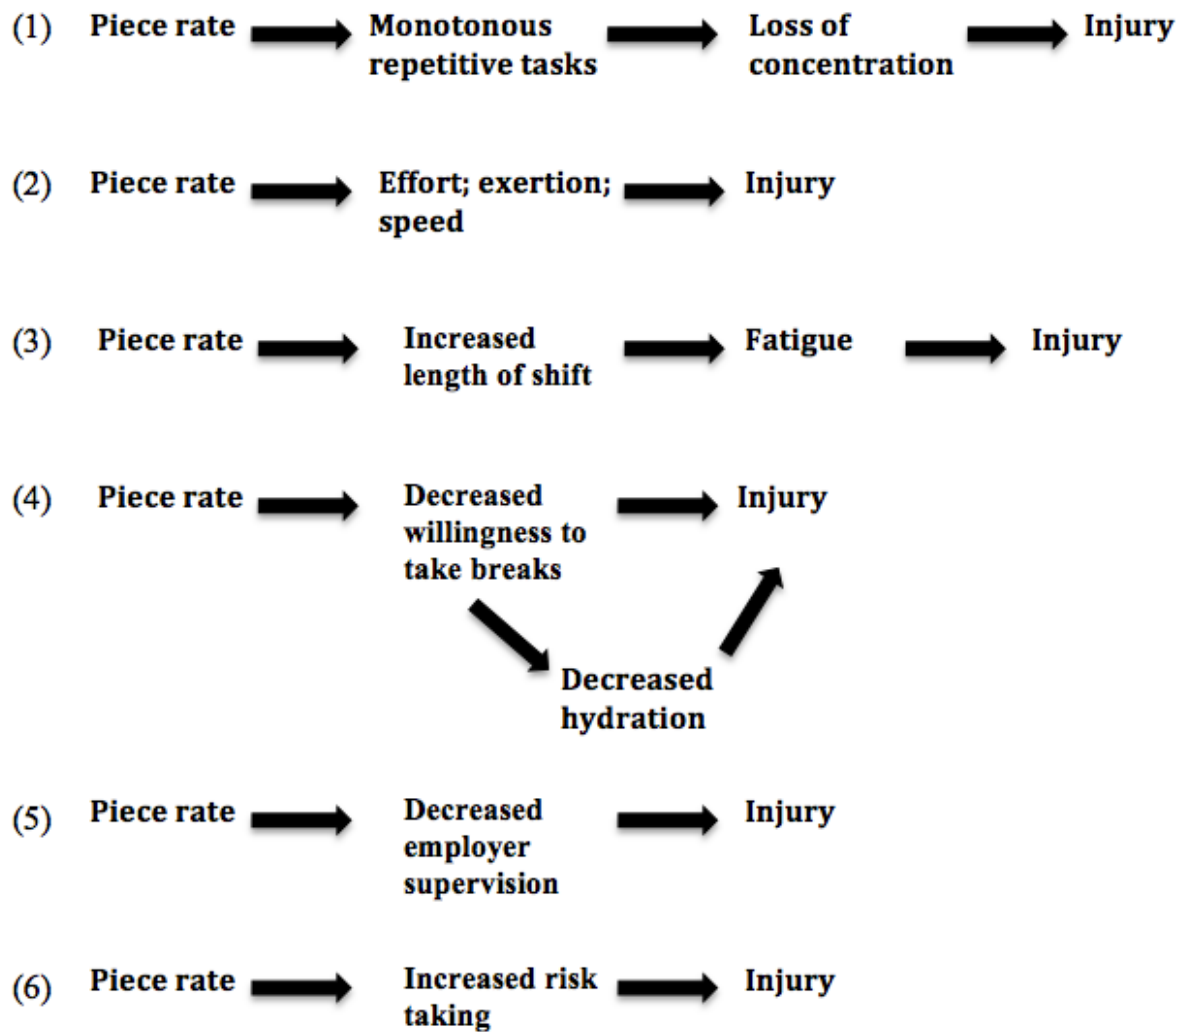 (1) Piece rate Monotonous Loss of Injury
repetitive tasks concentration
(2) Piece rate Effort; exertion; Injury
speed
(3) Piece rate Increased Fatigue Injury
length of shift
(4) Piece rate Decreased Injury
willingness to
take breaks
Decreased
hydration
(5) Piece rate Decreased Injury
employer
supervision
(6) Piece rate Increased risk Injury
taking